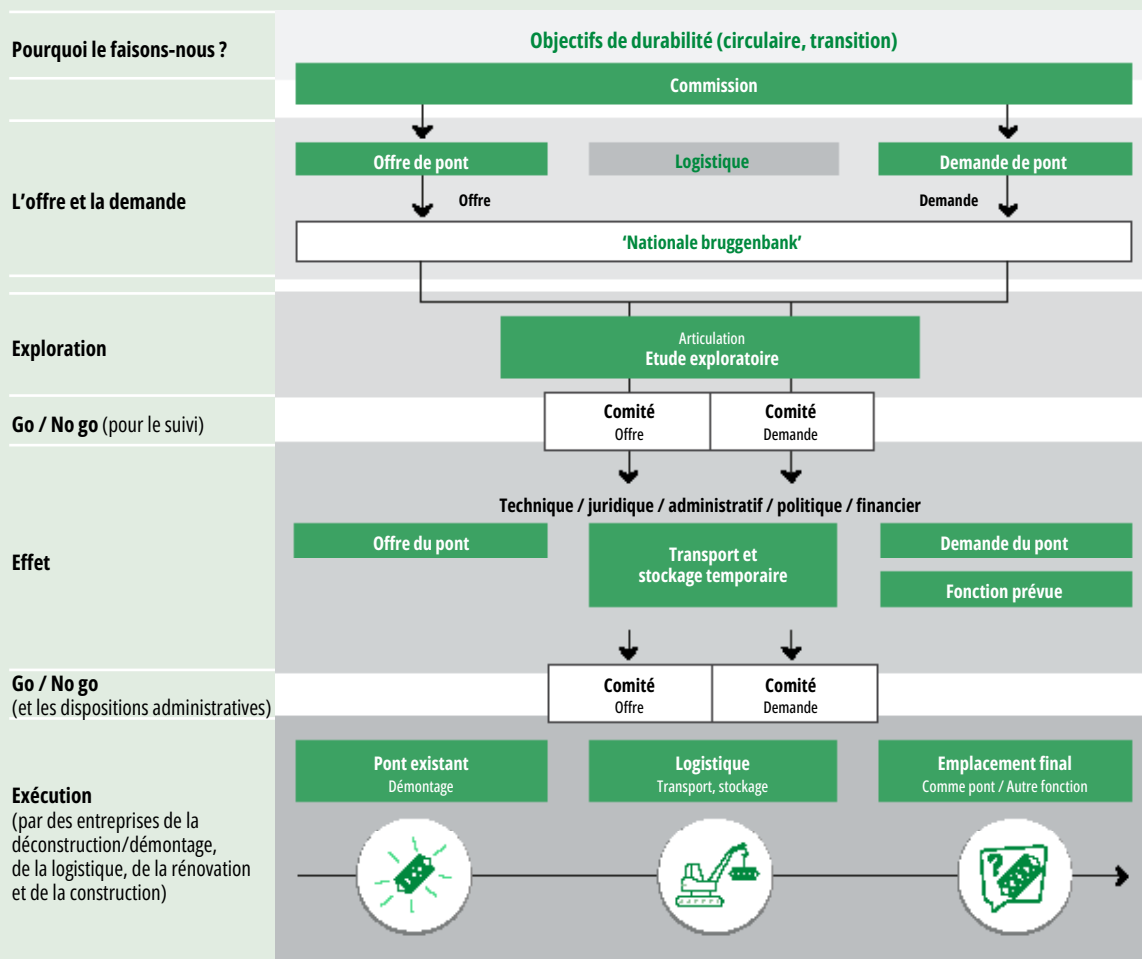 Pourquoi le faisons-nous ?
Objectifs de durabilité (circulaire, transition)
Commission
L'offre et la demande
Offre de pont
Logistique
Demande de pont
Offre
Demande
'Nationale bruggenbank'
Exploration
Articulation
Etude exploratoire
Go / No go (pour le suivi)
Comité
Offre
Comité
Demande
Effet
Technique / juridique / administratif / politique / financier
Offre du pont
Transport et
stockage temporaire
Demande du pont
Fonction prévue
Go / No go
(et les dispositions administratives)
Comité
Offre
Comité
Demande
Exécution
(par des entreprises de la
déconstruction/démontage,
de la logistique, de la rénovation
et de la construction)
Pont existant
Démontage
Logistique
Transport, stockage
Emplacement final
Comme pont / Autre fonction
?